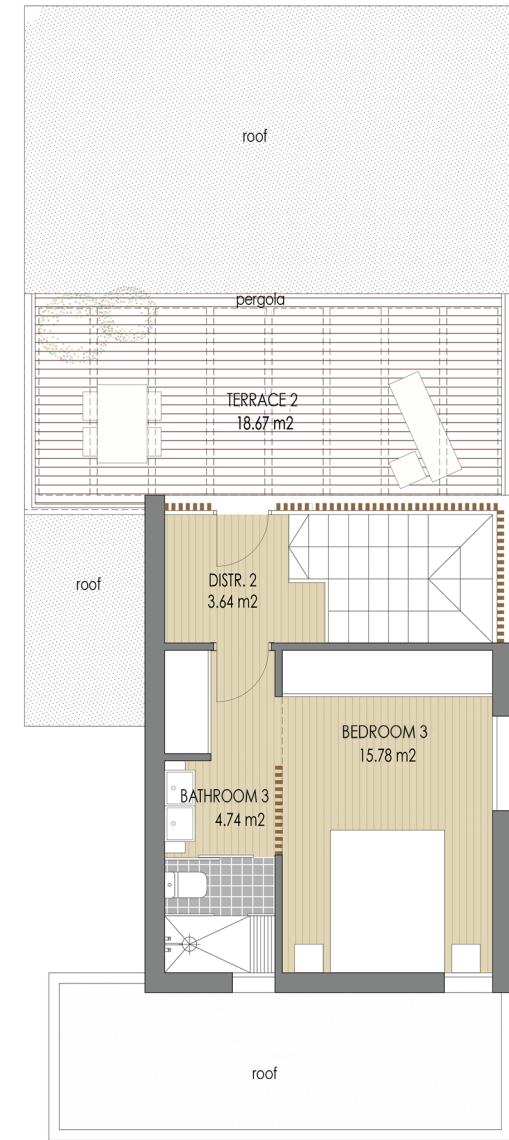 roof
pergola
TERRACE 2
18.67 m2
roof
DISTR. 2
3.64 m2
BEDROOM 3
15.78 m2
BATHROOM 3
4.74 m2
roof